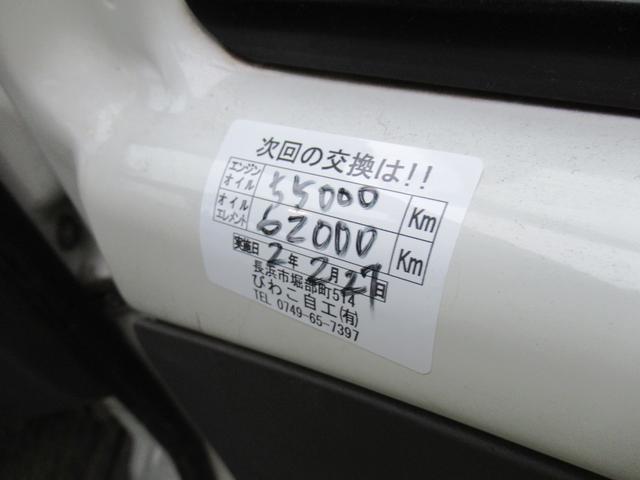 次回の交換は!!
エンジンオイル 55000 Km
オイルエレメント 62000 Km
実施日 2年 2月 27日
長浜市堀部町514
びわこ自工(有)
TEL 0749-65-7397